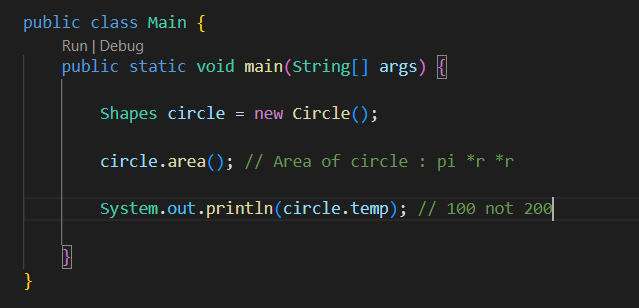 public class Main {
Run | Debug
public static void main(String[] args) {
Shapes circle = new Circle();
circle.area(); // Area of circle : pi *r *r
System.out.println(circle.temp); // 100 not 200
}
}